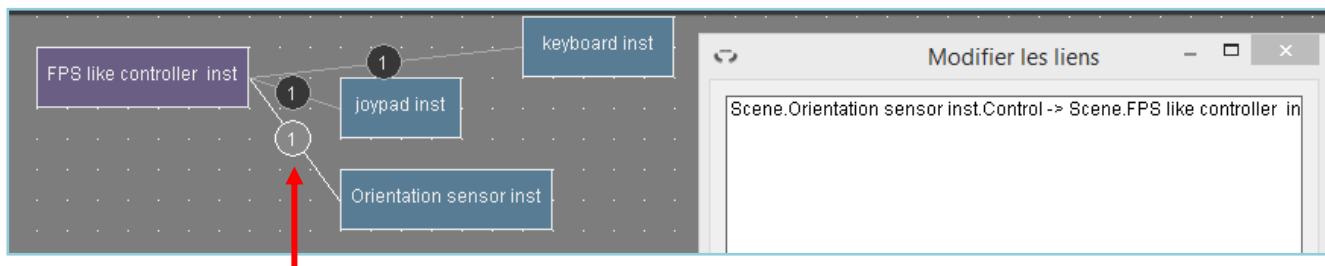 keyboard inst
FPS like controller inst
1
1
joypad inst
1
Orientation sensor inst
Modifier les liens
Scene.Orientation sensor inst.Control -> Scene.FPS like controller in